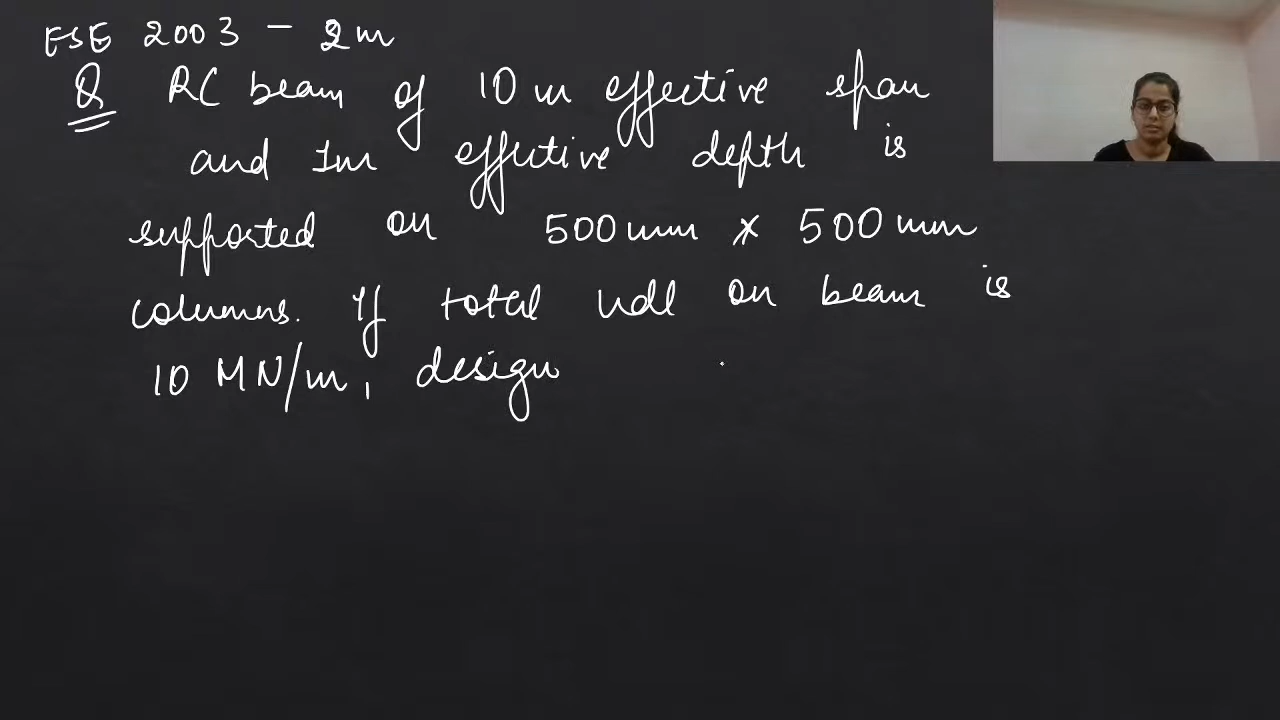 ESE 2003 - 2m
Q RC beam of 10 m effective span
and 1m effective depth is
supported on 500 mm x 500 mm
columns. If total udl on beam is
10 MN/m, design